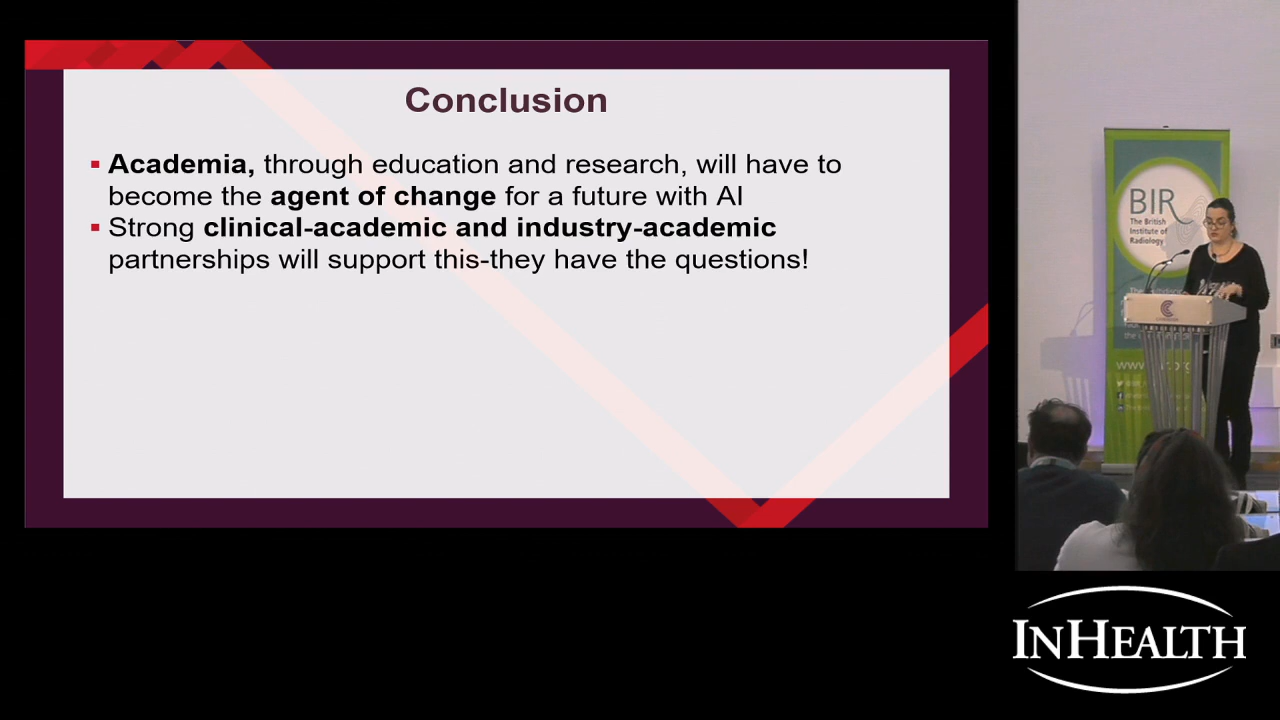 Conclusion
Academia, through education and research, will have to
become the agent of change for a future with AI
Strong clinical-academic and industry-academic
partnerships will support this-they have the questions!
BIR
The British
Institute of
Radiology
INHEALTH